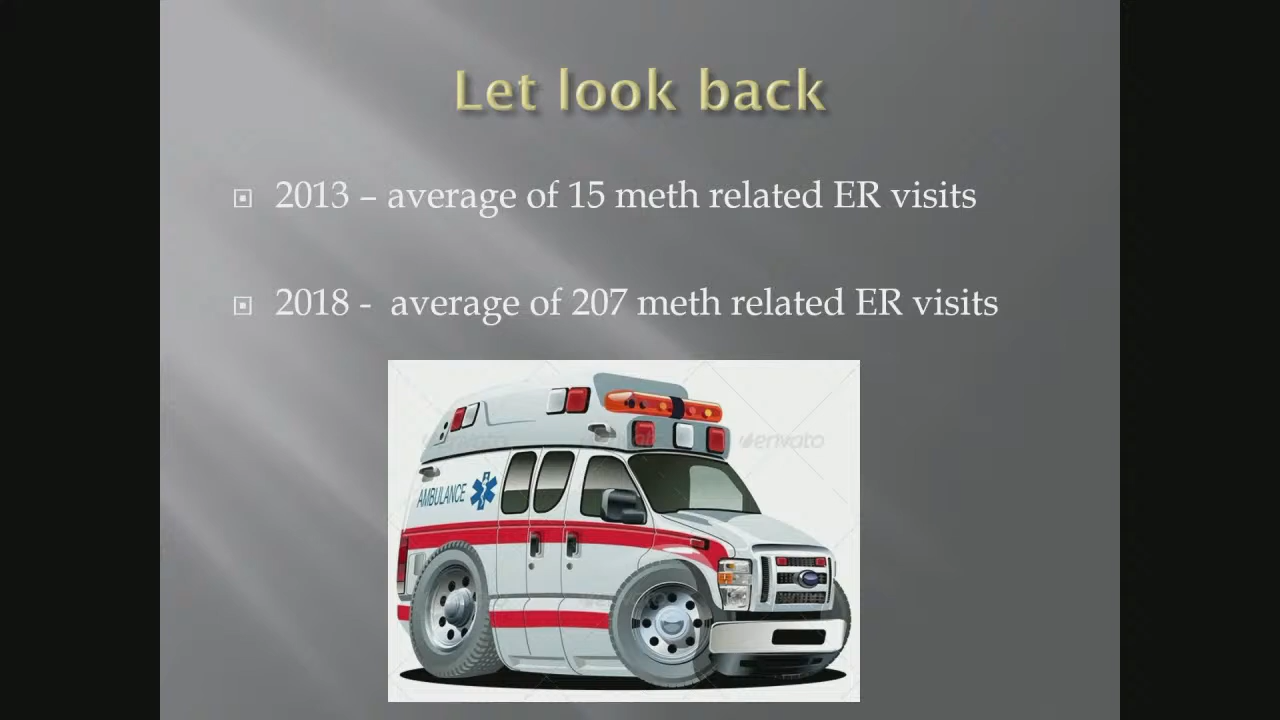 Let look back
2013 – average of 15 meth related ER visits
2018 -  average of 207 meth related ER visits
envato
AMBULANCE